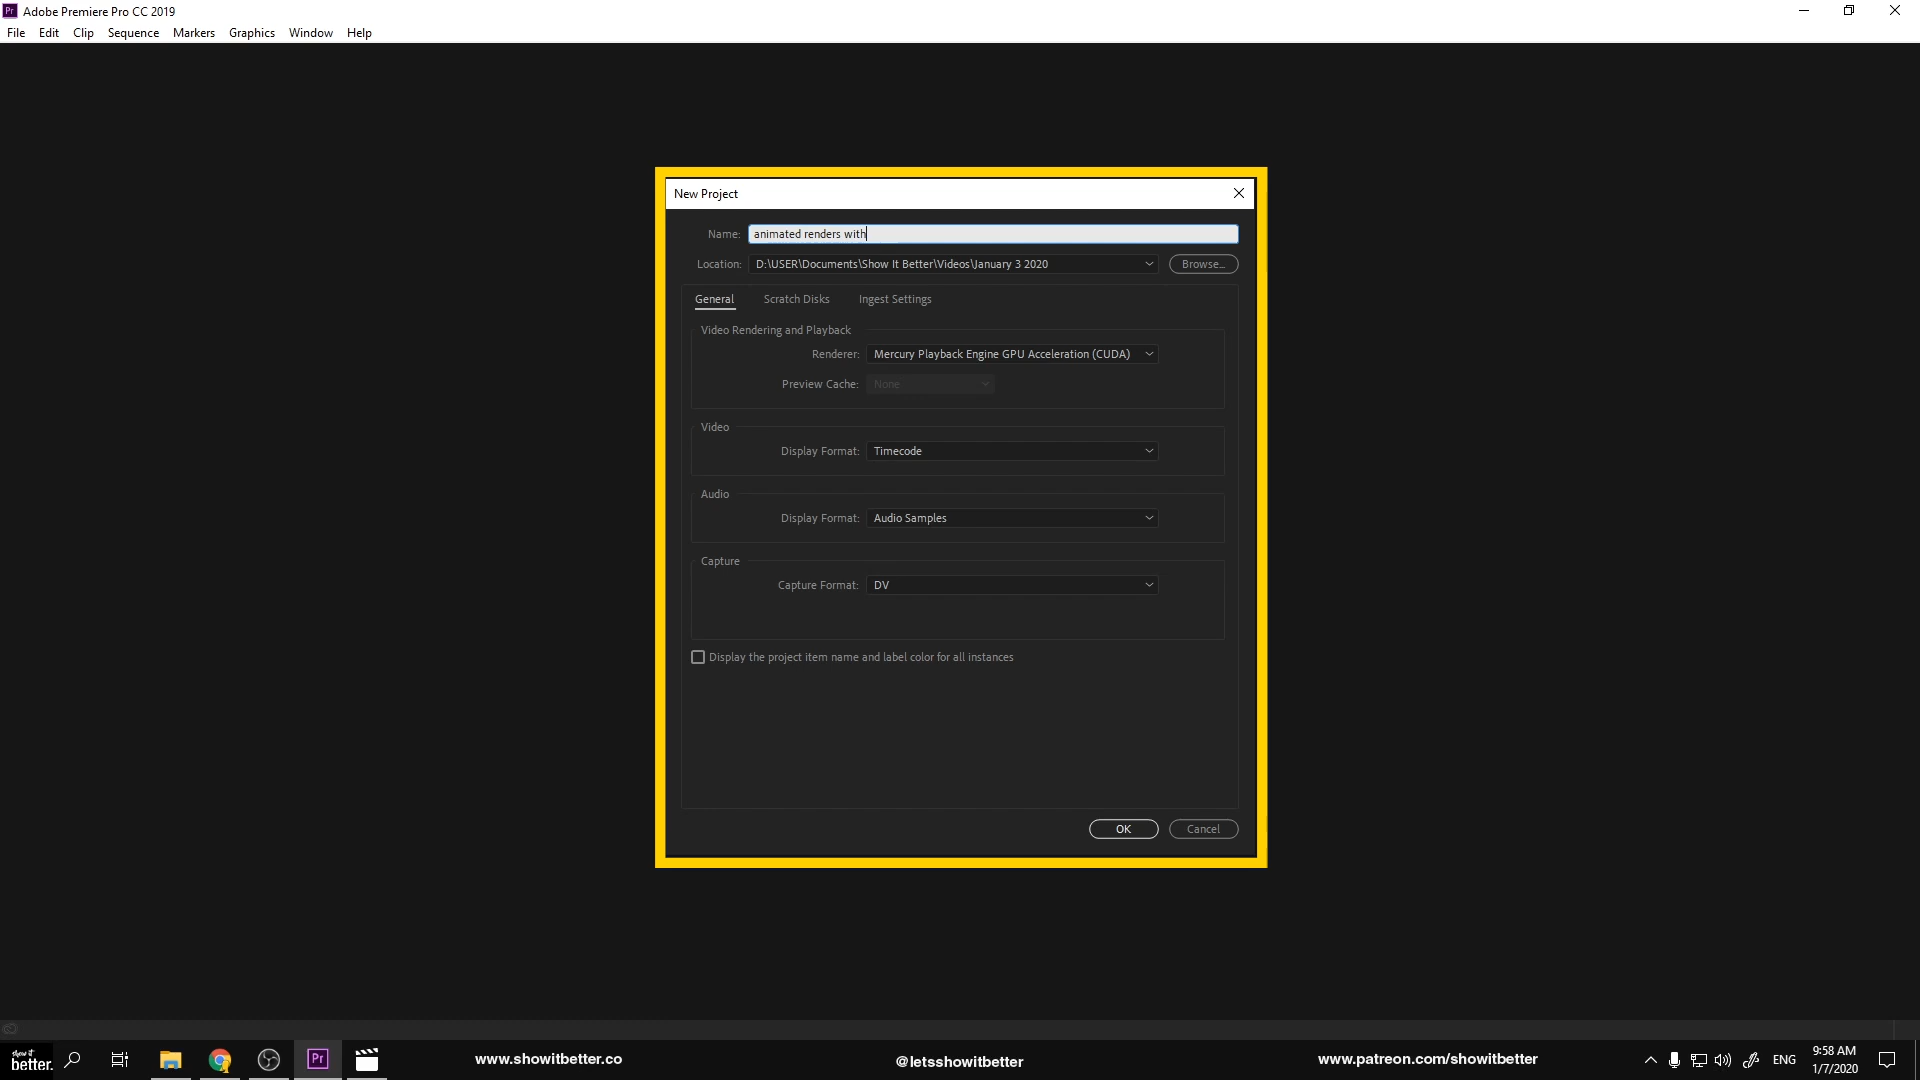 Adobe Premiere Pro CC 2019
File Edit Clip Sequence Markers Graphics Window Help
New Project
Name: animated renders with
Location: D:\USER\Documents\Show It Better\Videos\January 3 2020 Browse...
General Scratch Disks Ingest Settings
Video Rendering and Playback
Renderer: Mercury Playback Engine GPU Acceleration (CUDA)
Preview Cache: None
Video
Display Format: Timecode
Audio
Display Format: Audio Samples
Capture
Capture Format: DV
Display the project item name and label color for all instances
OK Cancel
show it
better.
Pr
www.showitbetter.co
@letsshowitbetter
www.patreon.com/showitbetter
ENG
9:58 AM
1/7/2020